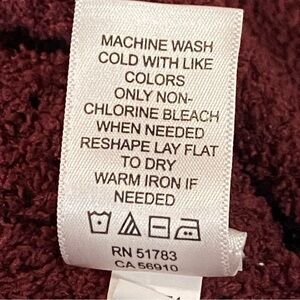 MACHINE WASH
COLD WITH LIKE
COLORS
ONLY NON-
CHLORINE BLEACH
WHEN NEEDED
RESHAPE LAY FLAT
TO DRY
WARM IRON IF
NEEDED
RN 51783
CA 56910